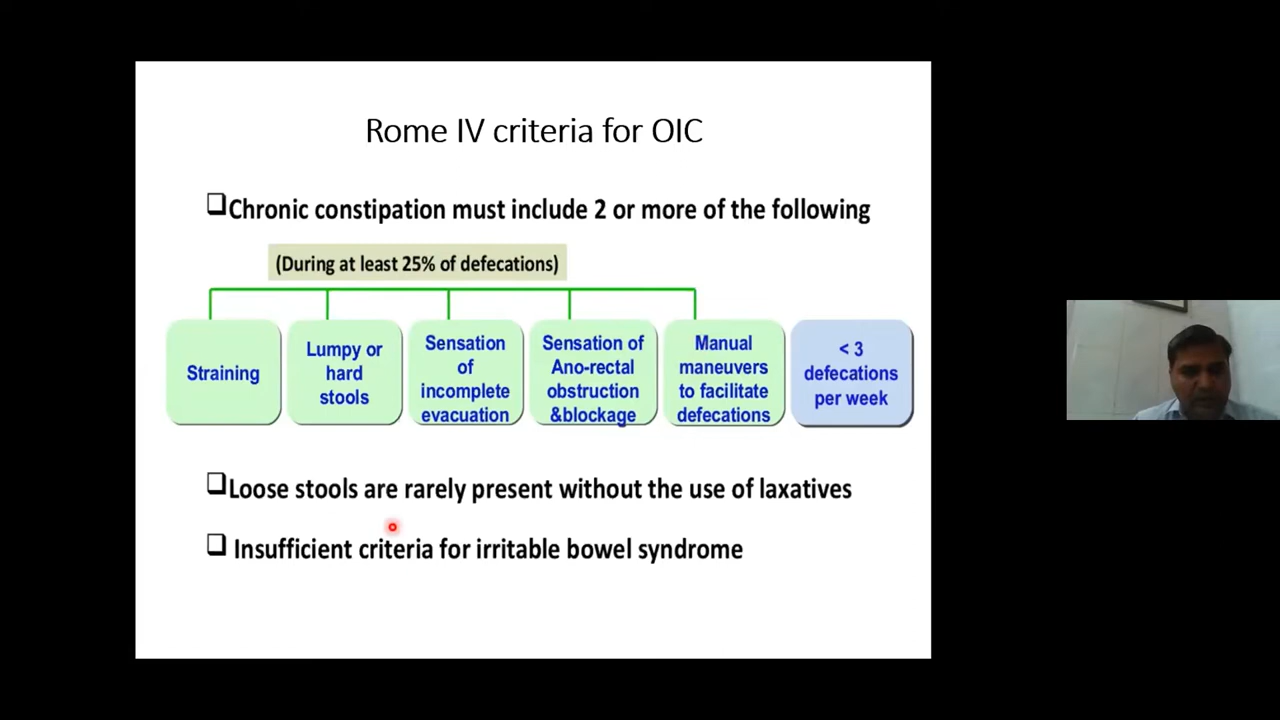 Rome IV criteria for OIC
❑Chronic constipation must include 2 or more of the following
(During at least 25% of defecations)
Straining
Lumpy or
hard
stools
Sensation
of
incomplete
evacuation
Sensation of
Ano-rectal
obstruction
&blockage
Manual
maneuvers
to facilitate
defecations
< 3
defecations
per week
❑Loose stools are rarely present without the use of laxatives
❑ Insufficient criteria for irritable bowel syndrome